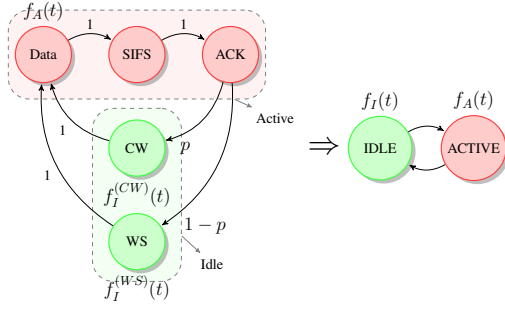 f_A(t)
1
1
Data
SIFS
ACK
Active
1
CW
p
f_I^{(CW)}(t)
1
WS
1 − p
Idle
f_I^{(WS)}(t)
⇒
f_I(t)
f_A(t)
IDLE
ACTIVE